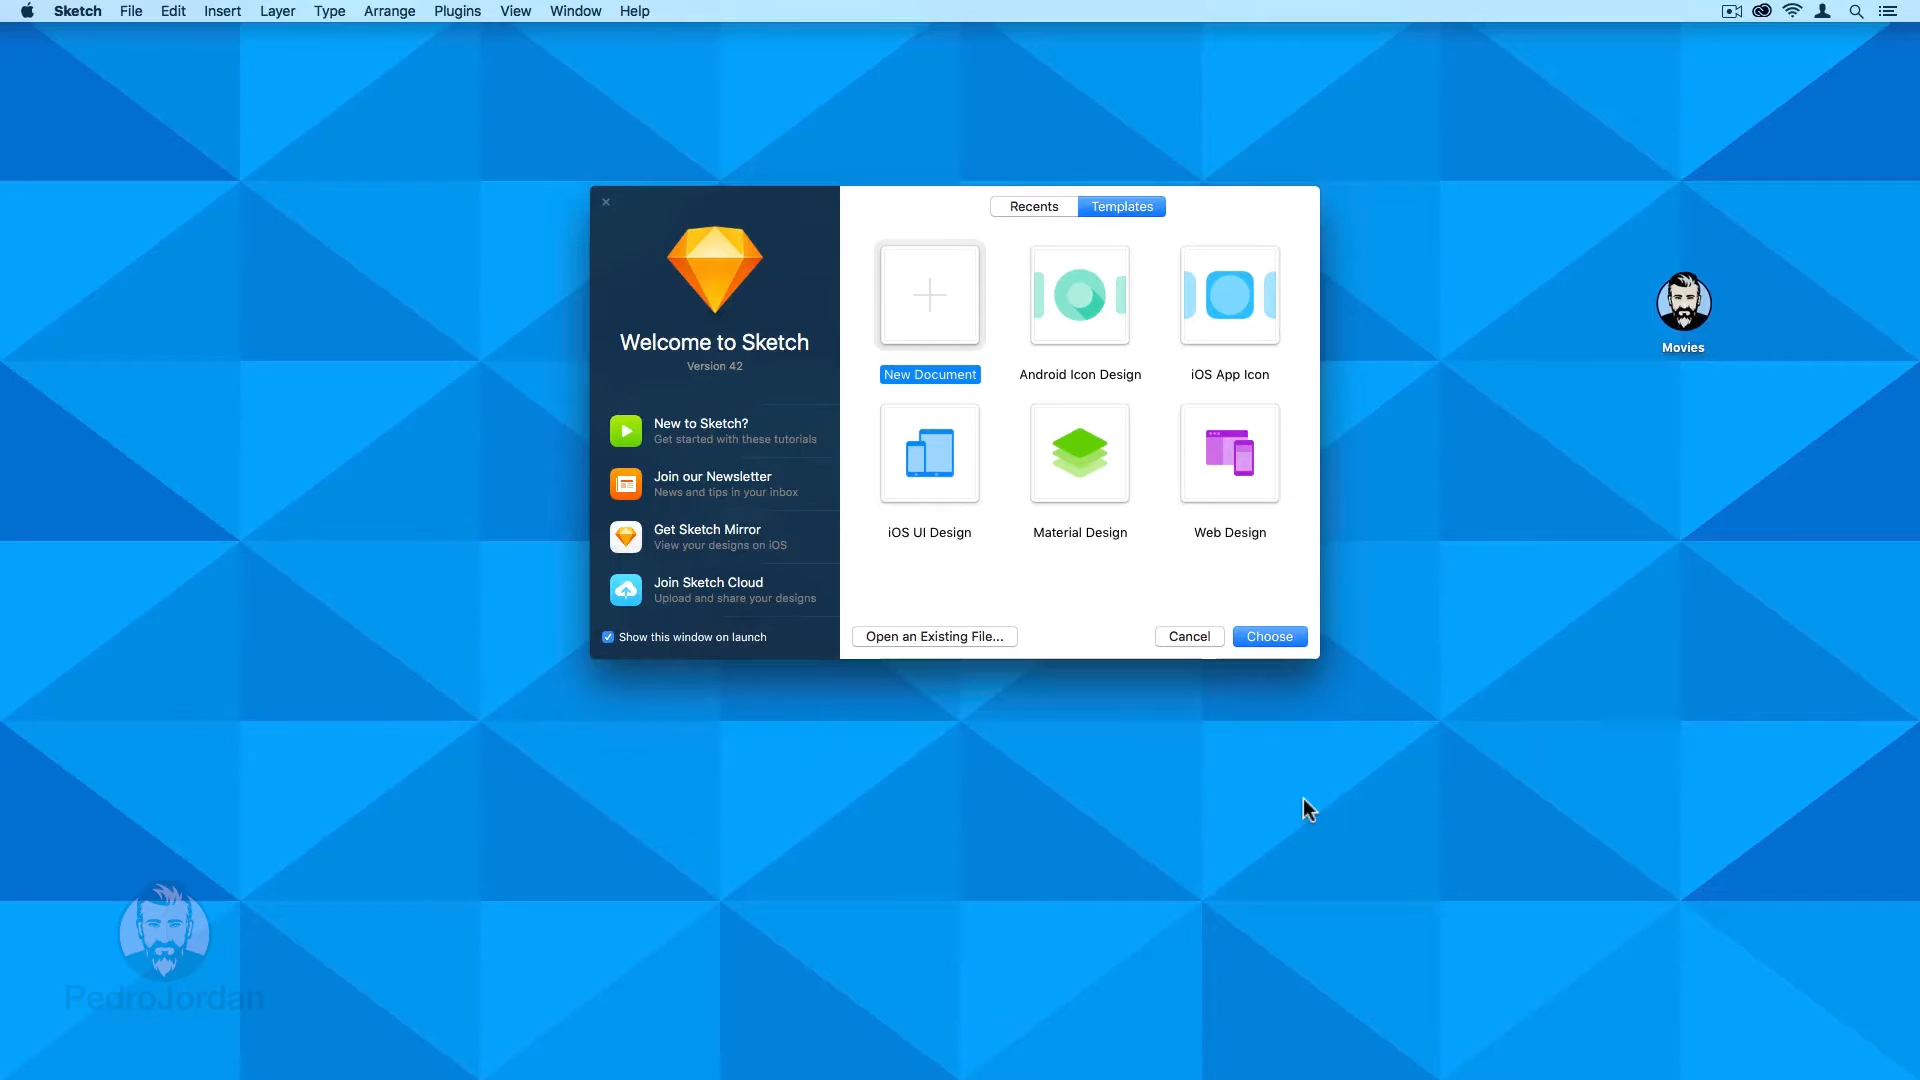 Sketch File Edit Insert Layer Type Arrange Plugins View Window Help
Recents Templates
Welcome to Sketch
Version 42
New to Sketch?
Get started with these tutorials
Join our Newsletter
News and tips in your inbox
Get Sketch Mirror
View your designs on iOS
Join Sketch Cloud
Upload and share your designs
Show this window on launch
New Document Android Icon Design iOS App Icon
iOS UI Design Material Design Web Design
Open an Existing File... Cancel Choose
Movies
PedroJordan